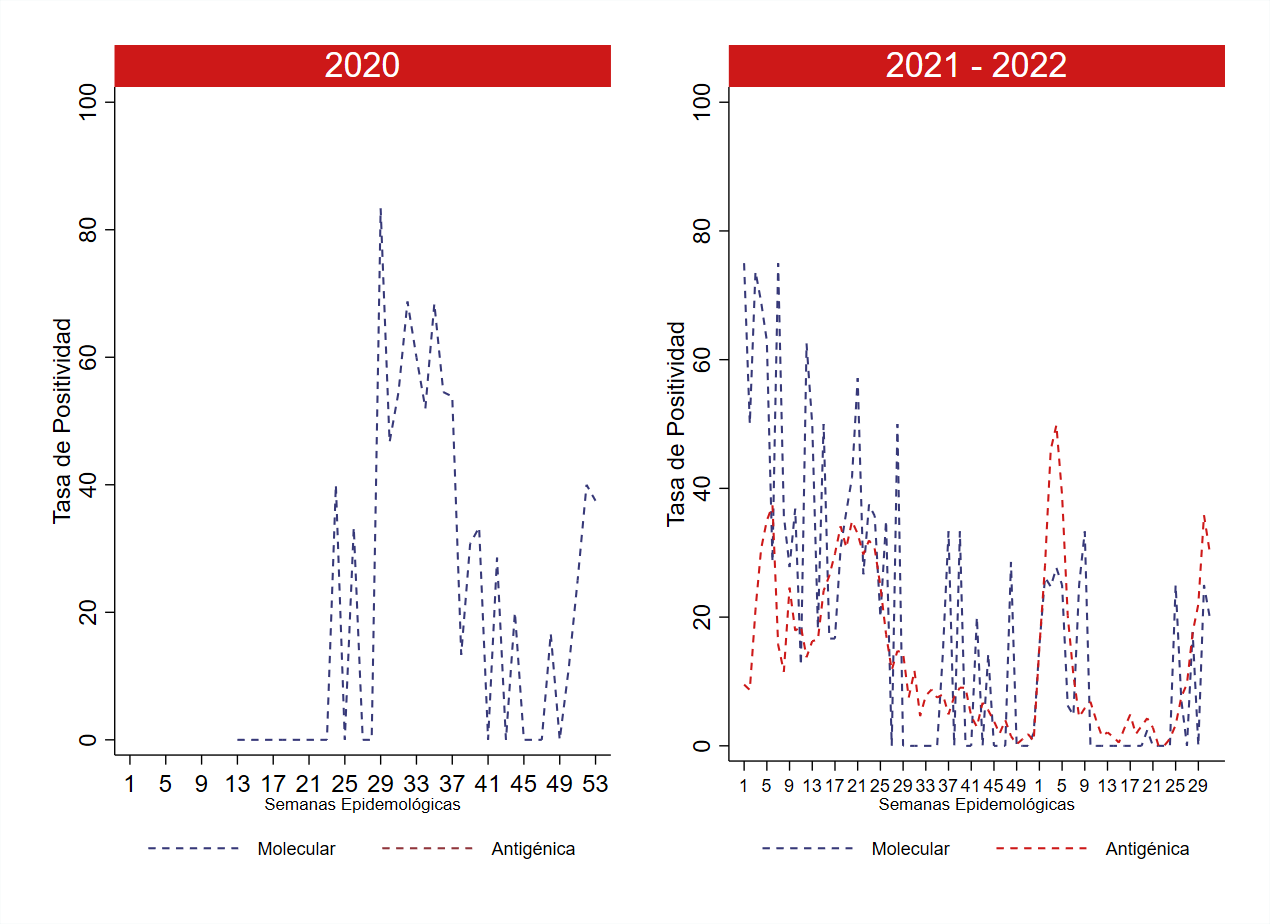 2020
100
80
60
40
20
0
Tasa de Positividad
1 5 9 13 17 21 25 29 33 37 41 45 49 53
Semanas Epidemológicas
Molecular Antigénica
2021 - 2022
100
80
60
40
20
0
Tasa de Positividad
1 5 9 13 17 21 25 29 33 37 41 45 49 1 5 9 13 17 21 25 29
Semanas Epidemológicas
Molecular Antigénica